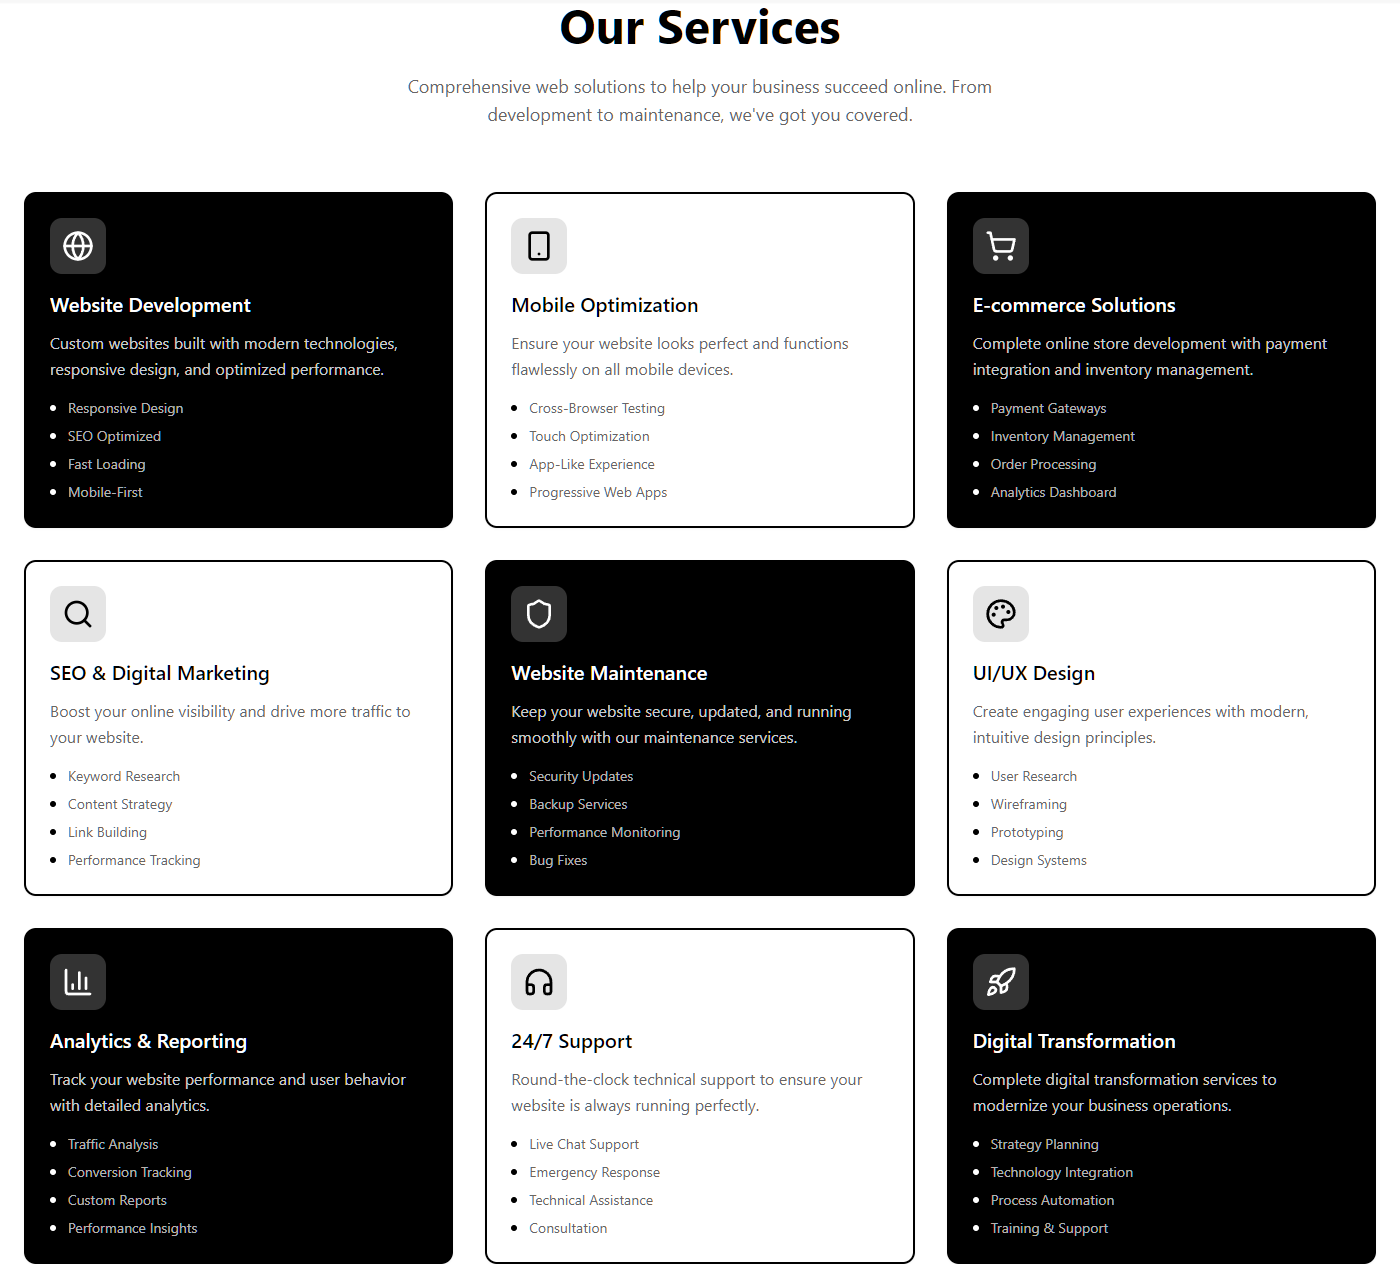 Our Services
Comprehensive web solutions to help your business succeed online. From
development to maintenance, we've got you covered.
Website Development
Custom websites built with modern technologies,
responsive design, and optimized performance.
Responsive Design
SEO Optimized
Fast Loading
Mobile-First
Mobile Optimization
Ensure your website looks perfect and functions
flawlessly on all mobile devices.
Cross-Browser Testing
Touch Optimization
App-Like Experience
Progressive Web Apps
E-commerce Solutions
Complete online store development with payment
integration and inventory management.
Payment Gateways
Inventory Management
Order Processing
Analytics Dashboard
SEO & Digital Marketing
Boost your online visibility and drive more traffic to
your website.
Keyword Research
Content Strategy
Link Building
Performance Tracking
Website Maintenance
Keep your website secure, updated, and running
smoothly with our maintenance services.
Security Updates
Backup Services
Performance Monitoring
Bug Fixes
UI/UX Design
Create engaging user experiences with modern,
intuitive design principles.
User Research
Wireframing
Prototyping
Design Systems
Analytics & Reporting
Track your website performance and user behavior
with detailed analytics.
Traffic Analysis
Conversion Tracking
Custom Reports
Performance Insights
24/7 Support
Round-the-clock technical support to ensure your
website is always running perfectly.
Live Chat Support
Emergency Response
Technical Assistance
Consultation
Digital Transformation
Complete digital transformation services to
modernize your business operations.
Strategy Planning
Technology Integration
Process Automation
Training & Support